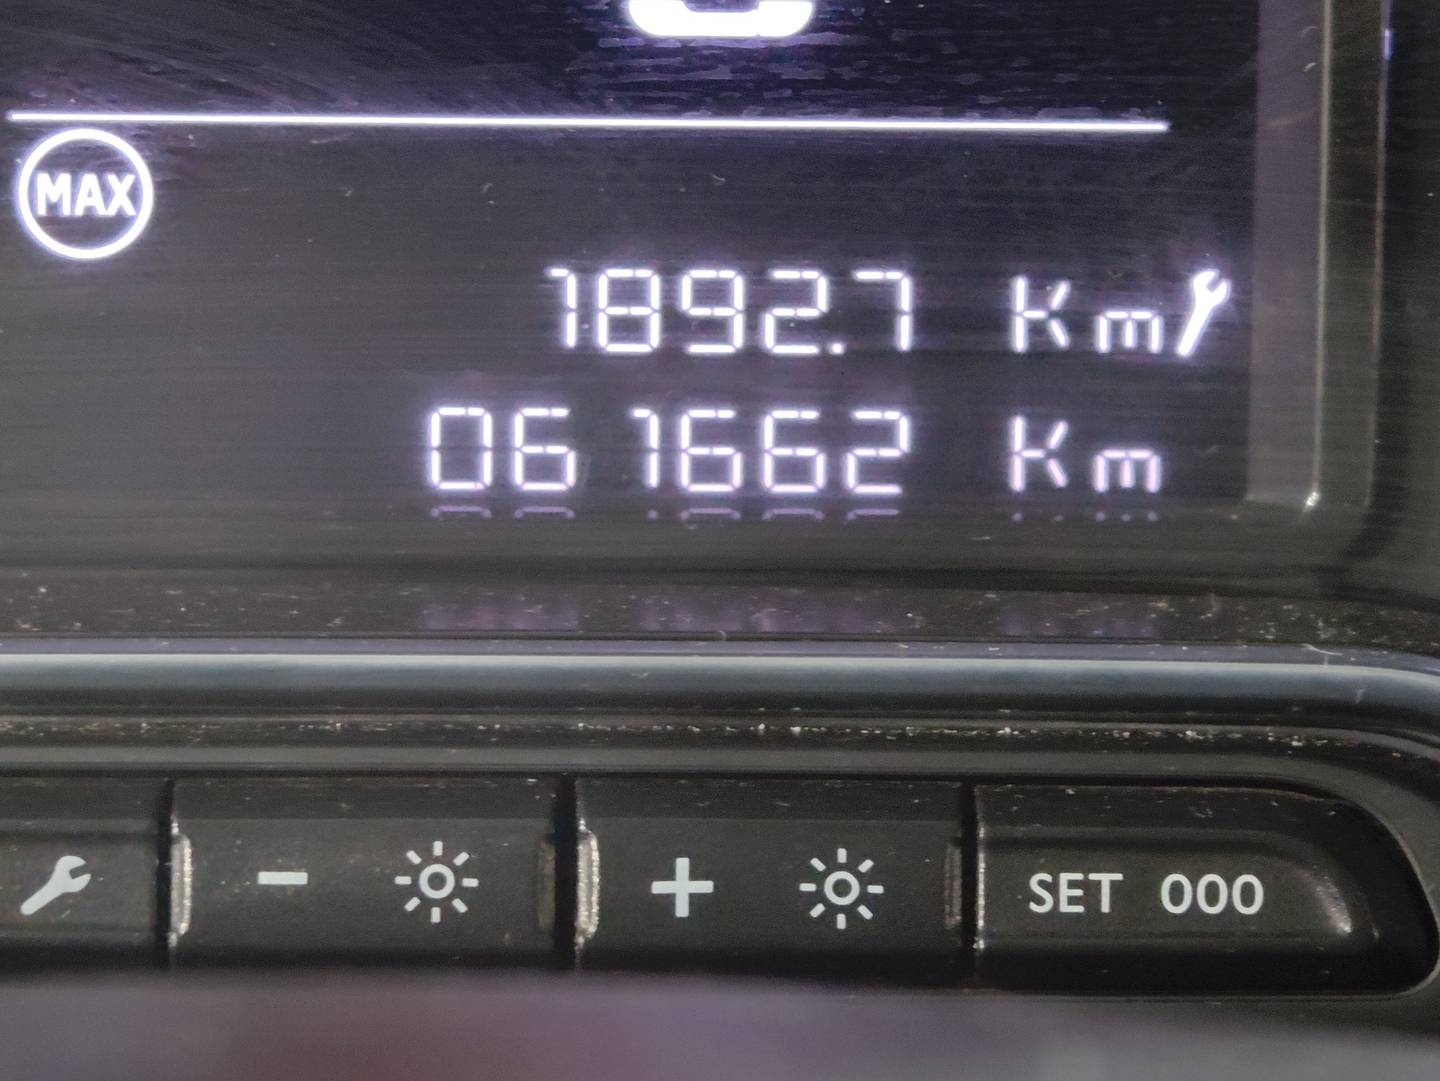 MAX
1892.7 Km
061662 Km
- + SET 000